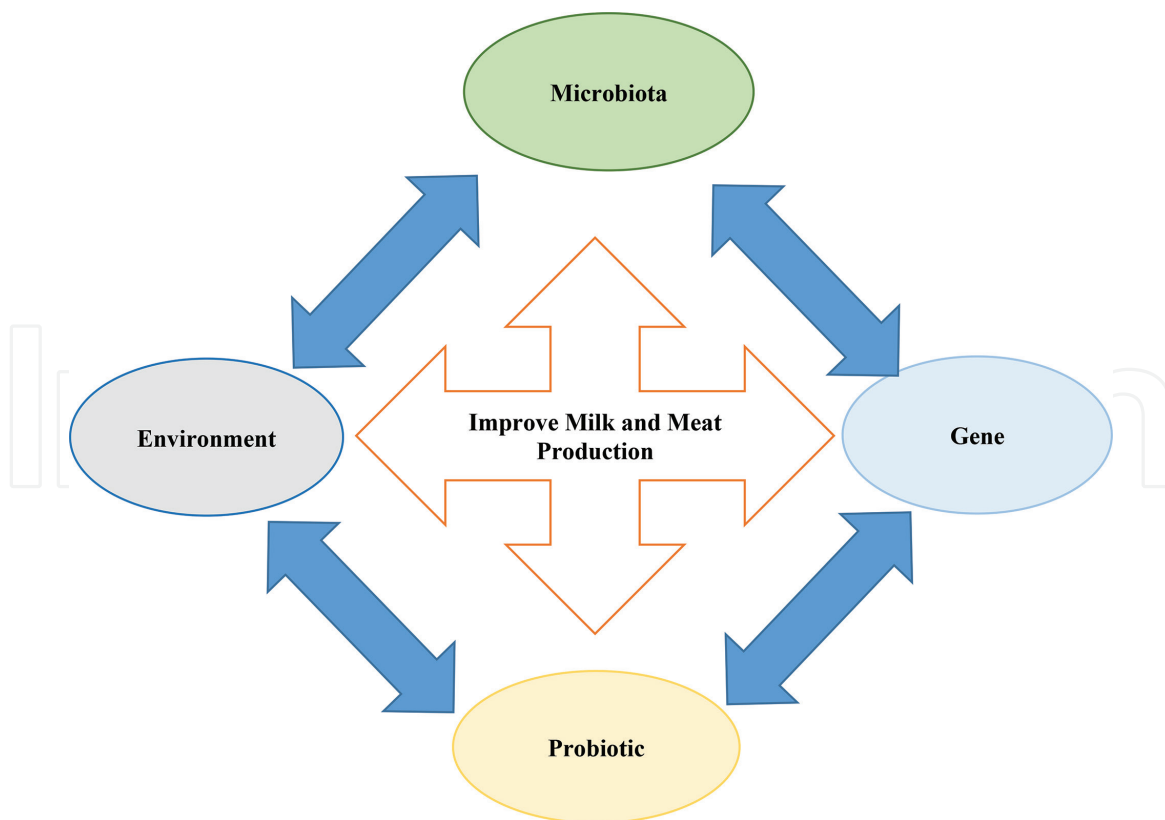 Microbiota
Environment
Improve Milk and Meat
Production
Gene
Probiotic